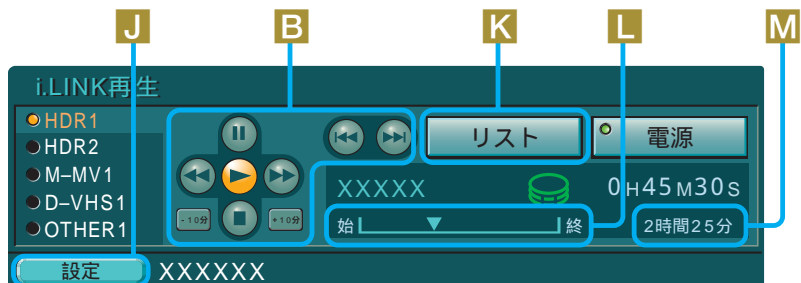 J B K L M
i.LINK再生
HDR1
HDR2
M–MV1
D–VHS1
OTHER1
-10分
+10分
リスト
電源
XXXXX
0H45M30S
始 終
2時間25分
設定 XXXXXX